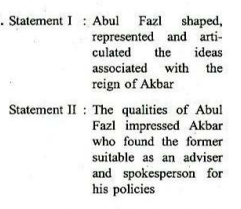 . Statement I : Abul Fazl shaped,
represented and arti-
culated the ideas
associated with the
reign of Akbar
Statement II : The qualities of Abul
Fazl impressed Akbar
who found the former
suitable as an adviser
and spokesperson for
his policies